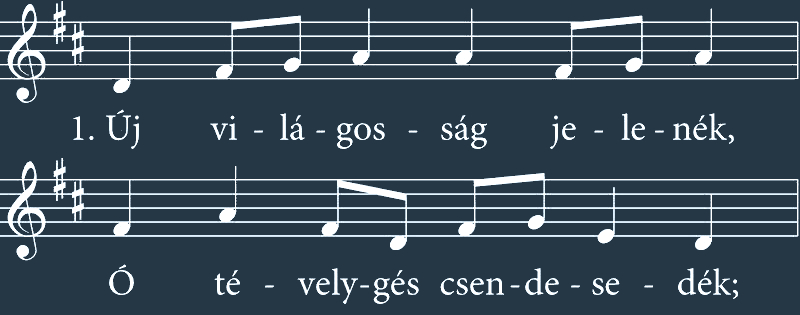 1. Új vi - lá - gos - ság je - le - nék,
Ó té - vely-gés csen-de - se - dék;